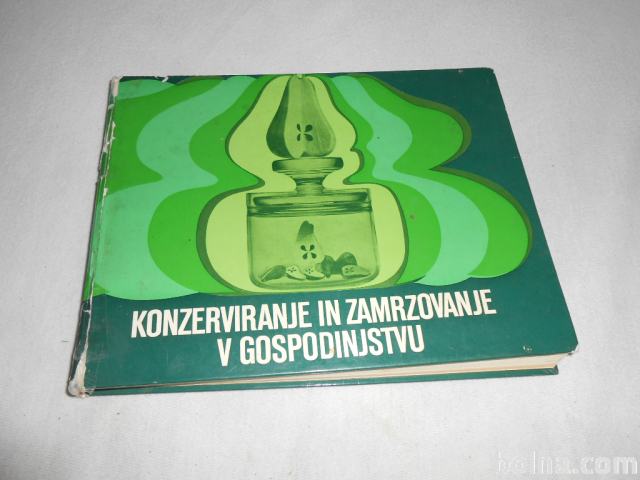 KONZERVIRANJE IN ZAMRZOVANJE
V GOSPODINJSTVU
bolha.com